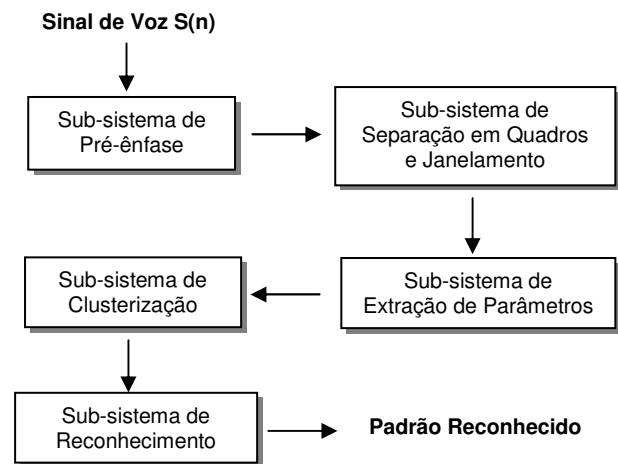 Sinal de Voz S(n)
Sub-sistema de
Pré-ênfase
Sub-sistema de
Separação em Quadros
e Janelamento
Sub-sistema de
Extração de Parâmetros
Sub-sistema de
Clusterização
Sub-sistema de
Reconhecimento
Padrão Reconhecido